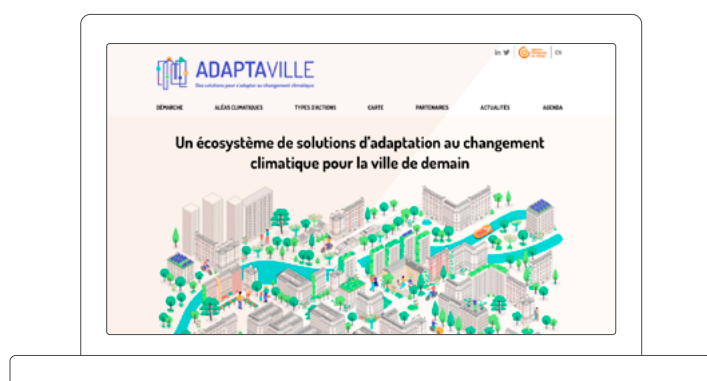 in
EN
ADAPTAVILLE
Des solutions pour s'adapter au changement climatique
DÉMARCHE ALÉAS CLIMATIQUES TYPES D'ACTIONS CARTE PARTENAIRES ACTUALITÉS AGENDA
Un écosystème de solutions d'adaptation au changement
climatique pour la ville de demain